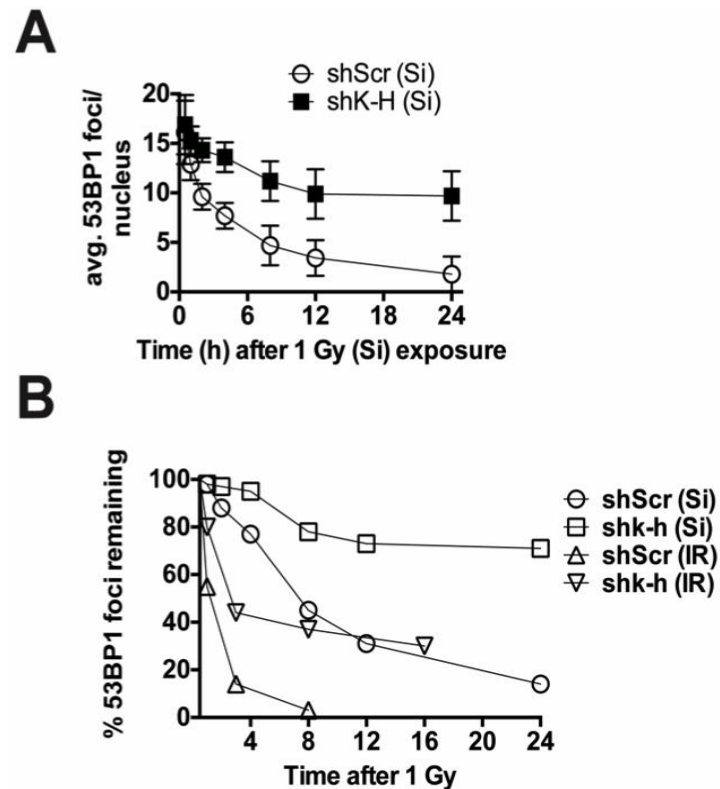 A
shScr (Si)
shK-H (Si)
avg. 53BP1 foci/
nucleus
20
15
10
5
0
0 6 12 18 24
Time (h) after 1 Gy (Si) exposure
B
% 53BP1 foci remaining
100
80
60
40
20
0
4 8 12 16 20 24
Time after 1 Gy
shScr (Si)
shk-h (Si)
shScr (IR)
shk-h (IR)